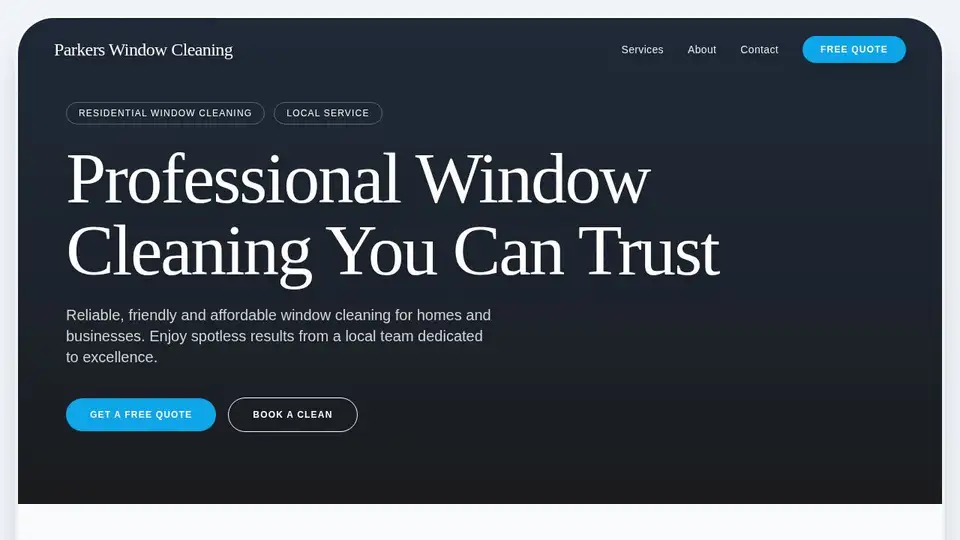 Parkers Window Cleaning
Services About Contact FREE QUOTE
RESIDENTIAL WINDOW CLEANING LOCAL SERVICE
Professional Window
Cleaning You Can Trust
Reliable, friendly and affordable window cleaning for homes and
businesses. Enjoy spotless results from a local team dedicated
to excellence.
GET A FREE QUOTE BOOK A CLEAN